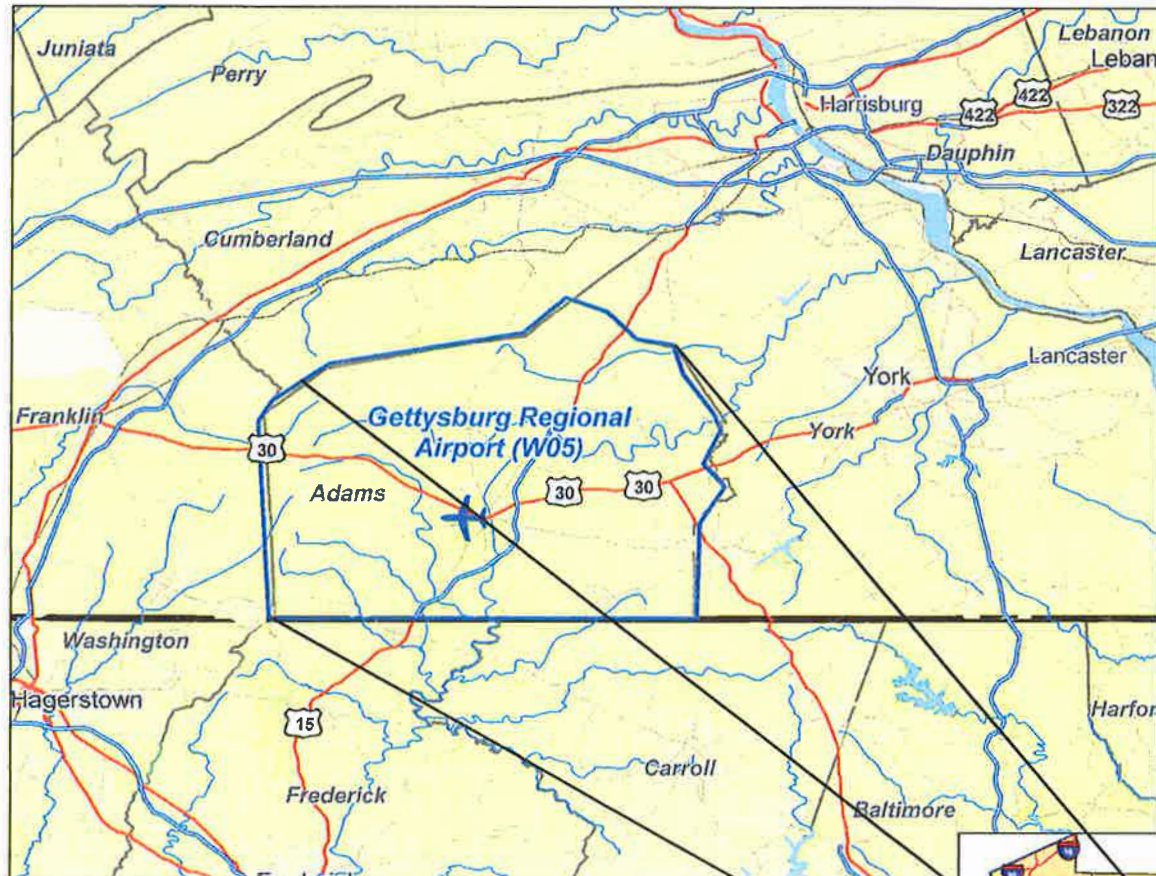 Juniata
Perry
Lebanon
Leban
422
Harrisburg
422
322
Dauphin
Cumberland
Lancaster
Lancaster
York
Franklin
Gettysburg Regional
Airport (W05)
York
30
30
30
Adams
Washington
Hagerstown
15
Harfor
Carroll
Frederick
Baltimore